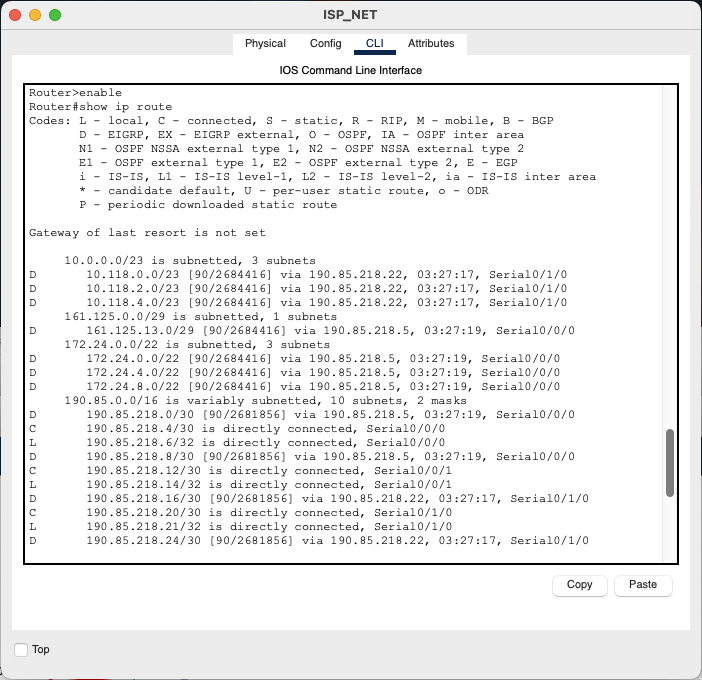 ISP_NET
Physical Config CLI Attributes
IOS Command Line Interface
Router>enable
Router#show ip route
Codes: L - local, C - connected, S - static, R - RIP, M - mobile, B - BGP
D - EIGRP, EX - EIGRP external, O - OSPF, IA - OSPF inter area
N1 - OSPF NSSA external type 1, N2 - OSPF NSSA external type 2
E1 - OSPF external type 1, E2 - OSPF external type 2, E - EGP
i - IS-IS, L1 - IS-IS level-1, L2 - IS-IS level-2, ia - IS-IS inter area
* - candidate default, U - per-user static route, o - ODR
P - periodic downloaded static route
Gateway of last resort is not set
10.0.0.0/23 is subnetted, 3 subnets
D 10.118.0.0/23 [90/2684416] via 190.85.218.22, 03:27:17, Serial0/1/0
D 10.118.2.0/23 [90/2684416] via 190.85.218.22, 03:27:17, Serial0/1/0
D 10.118.4.0/23 [90/2684416] via 190.85.218.22, 03:27:17, Serial0/1/0
161.125.0.0/29 is subnetted, 1 subnets
D 161.125.13.0/29 [90/2684416] via 190.85.218.5, 03:27:19, Serial0/0/0
172.24.0.0/22 is subnetted, 3 subnets
D 172.24.0.0/22 [90/2684416] via 190.85.218.5, 03:27:19, Serial0/0/0
D 172.24.4.0/22 [90/2684416] via 190.85.218.5, 03:27:19, Serial0/0/0
D 172.24.8.0/22 [90/2684416] via 190.85.218.5, 03:27:19, Serial0/0/0
190.85.0.0/16 is variably subnetted, 10 subnets, 2 masks
D 190.85.218.0/30 [90/2681856] via 190.85.218.5, 03:27:19, Serial0/0/0
C 190.85.218.4/30 is directly connected, Serial0/0/0
L 190.85.218.6/32 is directly connected, Serial0/0/0
D 190.85.218.8/30 [90/2681856] via 190.85.218.5, 03:27:19, Serial0/0/0
C 190.85.218.12/30 is directly connected, Serial0/0/1
L 190.85.218.14/32 is directly connected, Serial0/0/1
D 190.85.218.16/30 [90/2681856] via 190.85.218.22, 03:27:17, Serial0/1/0
C 190.85.218.20/30 is directly connected, Serial0/1/0
L 190.85.218.21/32 is directly connected, Serial0/1/0
D 190.85.218.24/30 [90/2681856] via 190.85.218.22, 03:27:17, Serial0/1/0
Copy Paste
Top